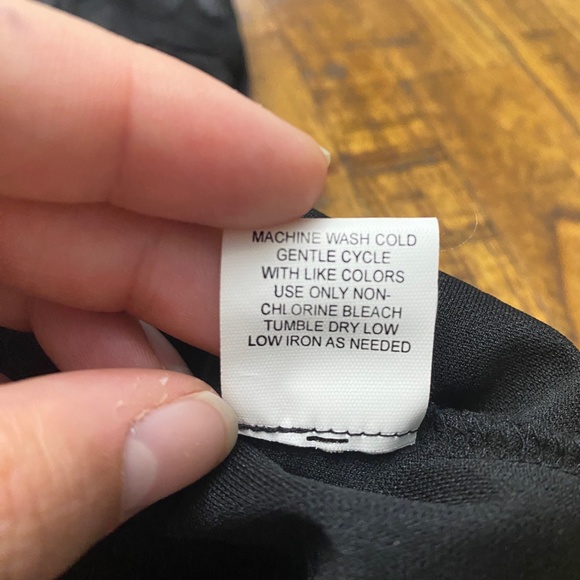 MACHINE WASH COLD
GENTLE CYCLE
WITH LIKE COLORS
USE ONLY NON-
CHLORINE BLEACH
TUMBLE DRY LOW
LOW IRON AS NEEDED